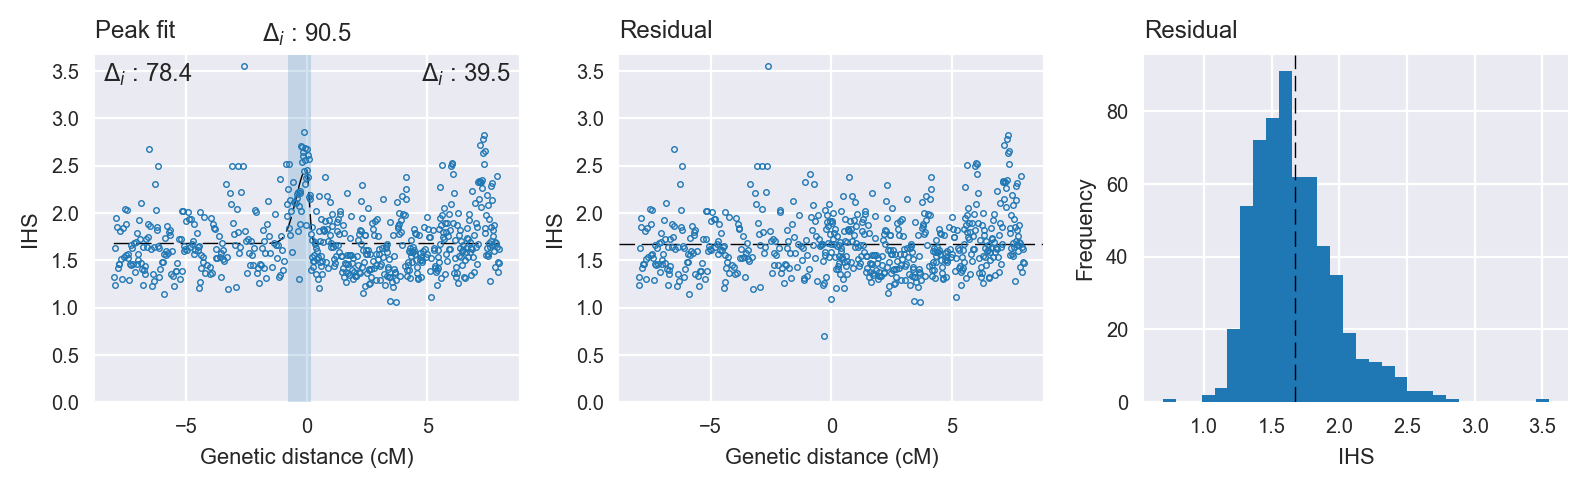 Peak fit
Δi : 90.5
Δi : 78.4
Δi : 39.5
IHS
3.5
3.0
2.5
2.0
1.5
1.0
0.5
0.0
−5
0
5
Genetic distance (cM)
Residual
IHS
3.5
3.0
2.5
2.0
1.5
1.0
0.5
0.0
−5
0
5
Genetic distance (cM)
Residual
Frequency
80
60
40
20
0
1.0
1.5
2.0
2.5
3.0
3.5
IHS